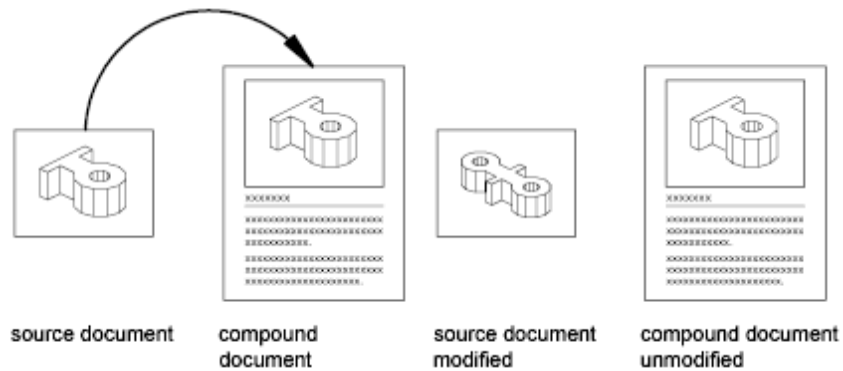 source document
compound
document
source document
modified
compound document
unmodified